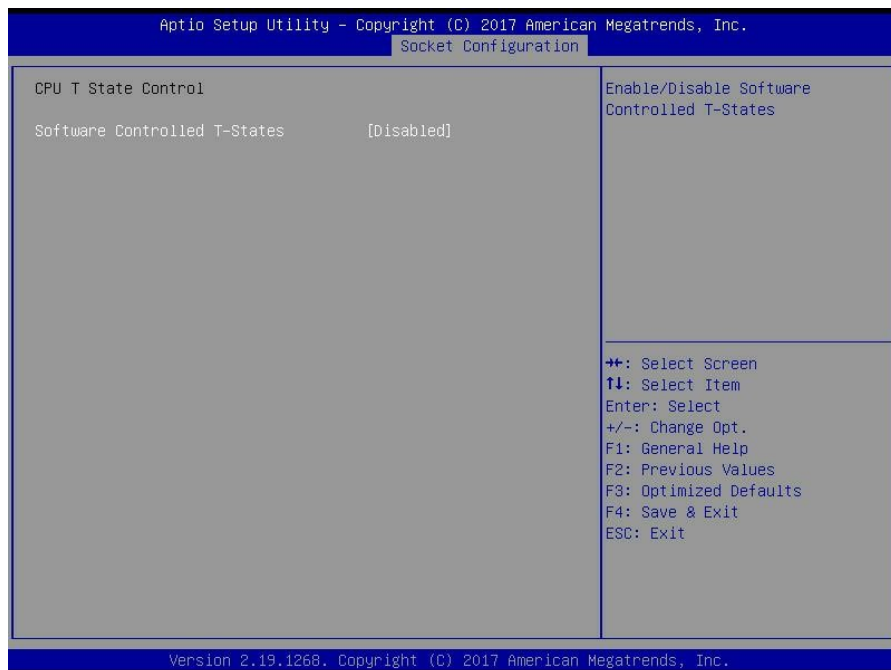 Aptio Setup Utility – Copyright (C) 2017 American Megatrends, Inc.
Socket Configuration
CPU T State Control
Software Controlled T-States [Disabled]
Enable/Disable Software
Controlled T-States
→←: Select Screen
↑↓: Select Item
Enter: Select
+/-: Change Opt.
F1: General Help
F2: Previous Values
F3: Optimized Defaults
F4: Save & Exit
ESC: Exit
Version 2.19.1268. Copyright (C) 2017 American Megatrends, Inc.